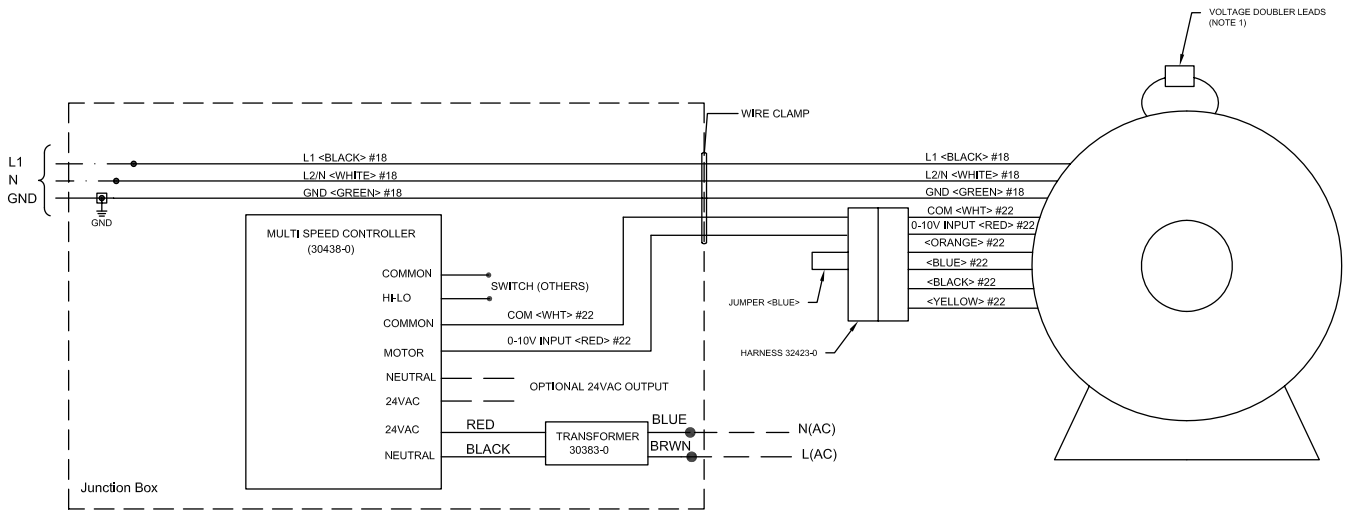 VOLTAGE DOUBLER LEADS
(NOTE 1)
WIRE CLAMP
L1
N
GND
L1 <BLACK> #18
L2/N <WHITE> #18
GND <GREEN> #18
GND
L1 <BLACK> #18
L2/N <WHITE> #18
GND <GREEN> #18
COM <WHT> #22
0-10V INPUT <RED> #22
<ORANGE> #22
<BLUE> #22
<BLACK> #22
<YELLOW> #22
JUMPER <BLUE>
HARNESS 32423-0
MULTI SPEED CONTROLLER
(30438-0)
COMMON
HI-LO
SWITCH (OTHERS)
COMMON
COM <WHT> #22
MOTOR
0-10V INPUT <RED> #22
NEUTRAL
24VAC
OPTIONAL 24VAC OUTPUT
24VAC
RED
NEUTRAL
BLACK
TRANSFORMER
30383-0
BLUE
BRWN
N(AC)
L(AC)
Junction Box